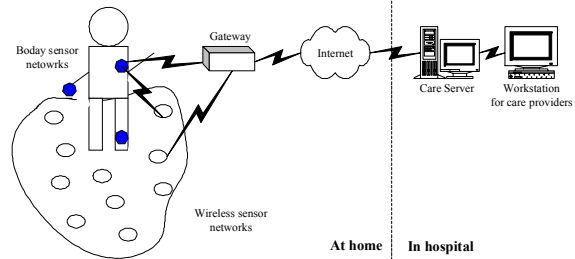 Boday sensor
netowrks
Gateway
Internet
Care Server
Workstation
for care providers
Wireless sensor
networks
At home
In hospital